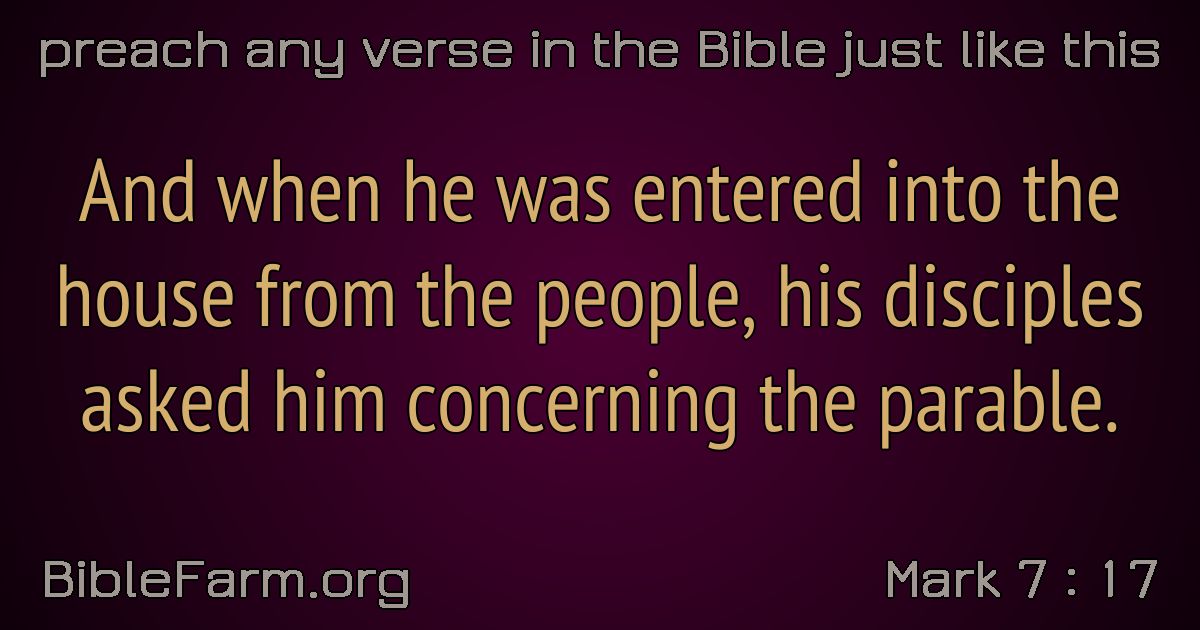 preach any verse in the Bible just like this
And when he was entered into the
house from the people, his disciples
asked him concerning the parable.
BibleFarm.org
Mark 7 : 17